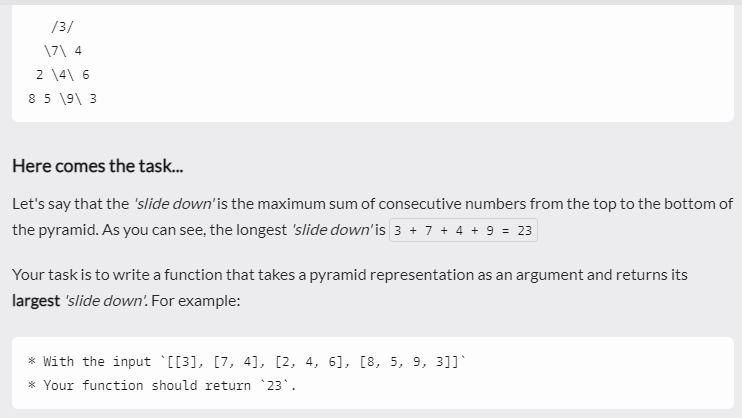 /3/
\7\ 4
2 \4\ 6
8 5 \9\ 3
Here comes the task...
Let's say that the 'slide down' is the maximum sum of consecutive numbers from the top to the bottom of
the pyramid. As you can see, the longest 'slide down' is 3 + 7 + 4 + 9 = 23
Your task is to write a function that takes a pyramid representation as an argument and returns its
largest 'slide down'. For example:
* With the input `[[3], [7, 4], [2, 4, 6], [8, 5, 9, 3]]`
* Your function should return `23`.